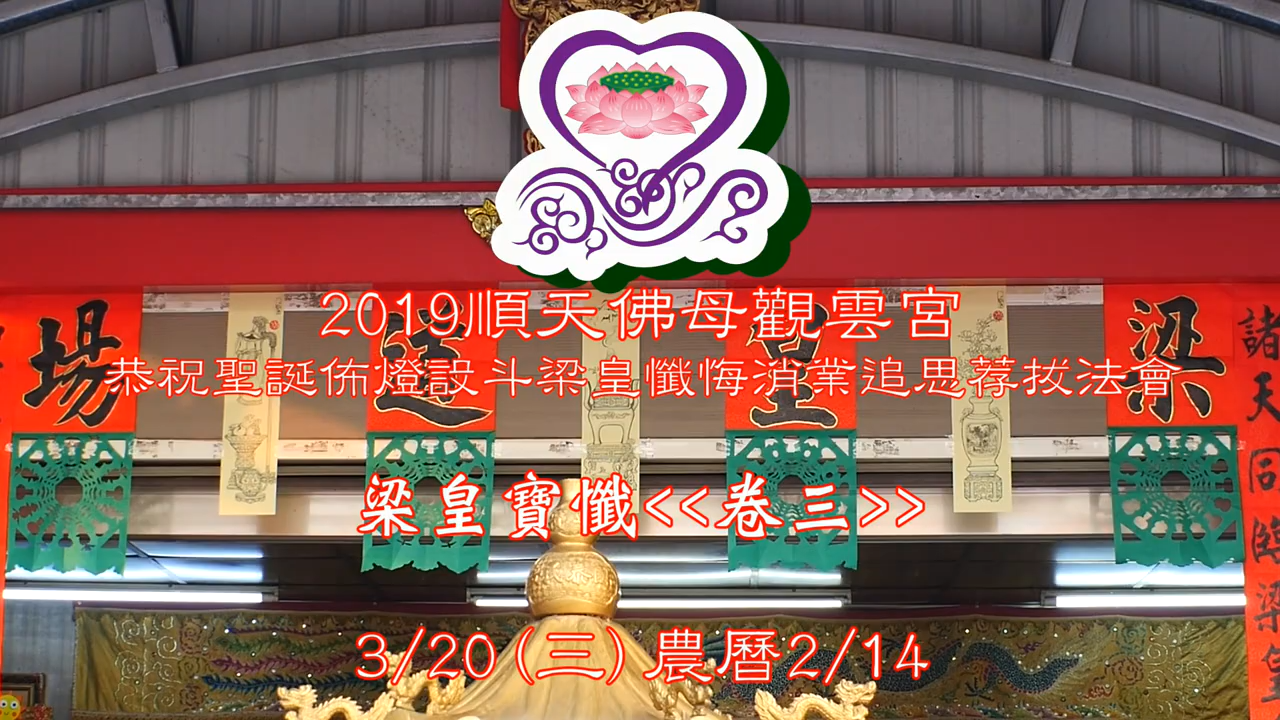 2019順天佛母觀雲宮
恭祝聖誕佈燈設斗梁皇懺悔消業追思荐拔法會
梁皇寶懺<<卷三>>
3/20(三)農曆2/14
梁皇道場
諸天同臨梁皇